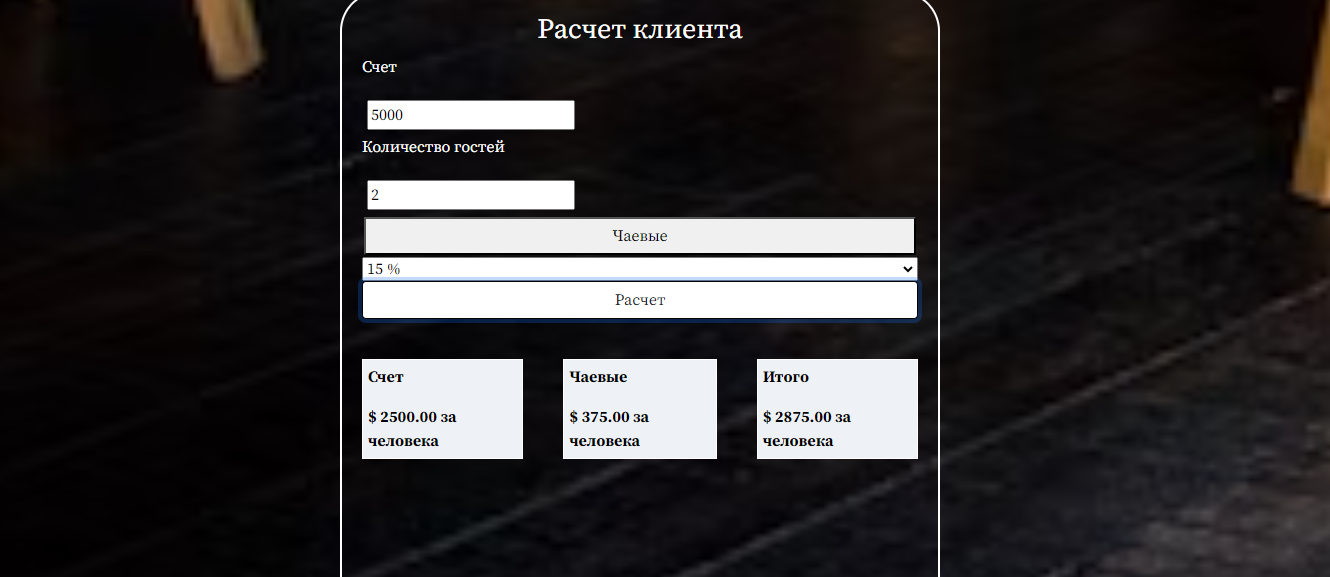 Расчет клиента
Счет
5000
Количество гостей
2
Чаевые
15 %
Расчет
Счет
$ 2500.00 за
человека
Чаевые
$ 375.00 за
человека
Итого
$ 2875.00 за
человека